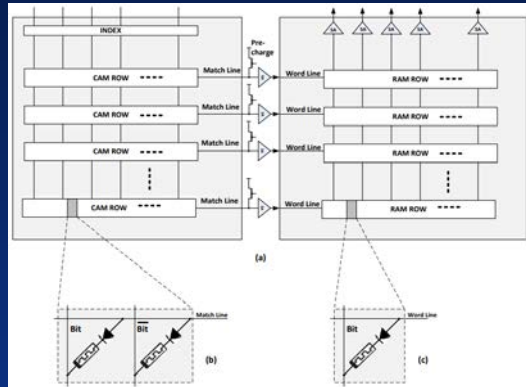 INDEX
Pre-
charge
SA SA SA SA SA
CAM ROW
Match Line
Word Line
RAM ROW
CAM ROW
Match Line
Word Line
RAM ROW
CAM ROW
Match Line
Word Line
RAM ROW
CAM ROW
Match Line
Word Line
RAM ROW
(a)
Bit
Bit
Match Line
(b)
Bit
Word Line
(c)